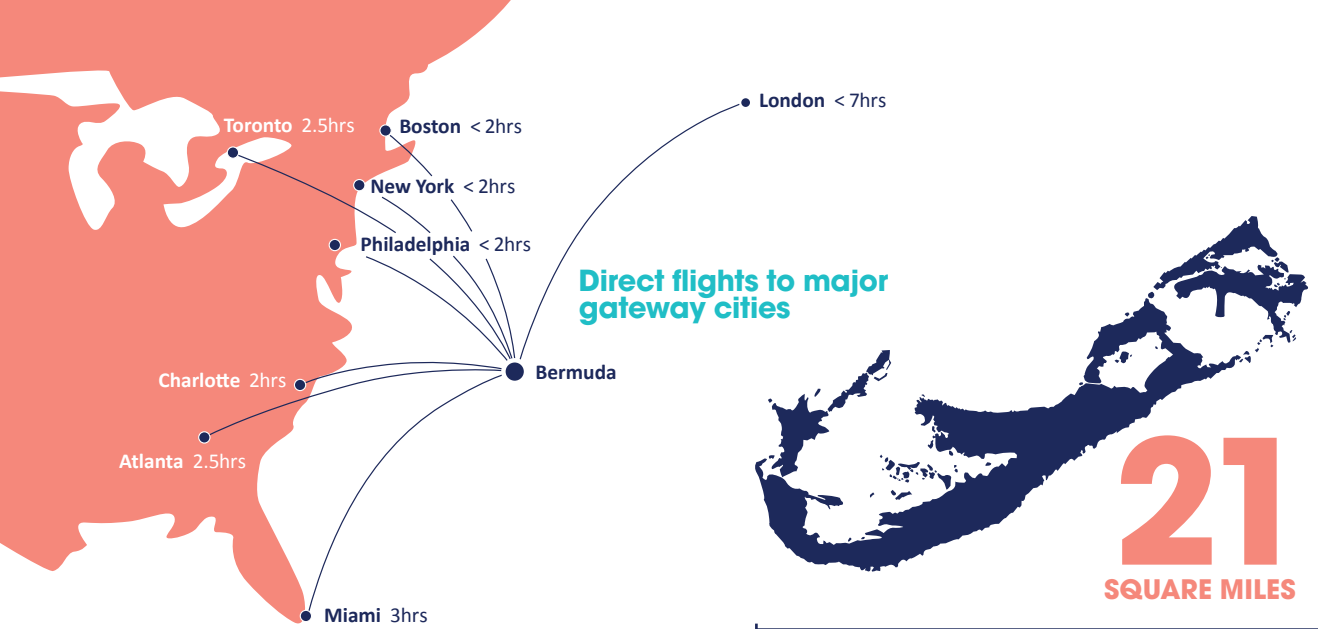 London < 7hrs
Toronto 2.5hrs
Boston < 2hrs
New York < 2hrs
Philadelphia < 2hrs
Direct flights to major
gateway cities
Bermuda
Charlotte 2hrs
Atlanta 2.5hrs
21
SQUARE MILES
Miami 3hrs